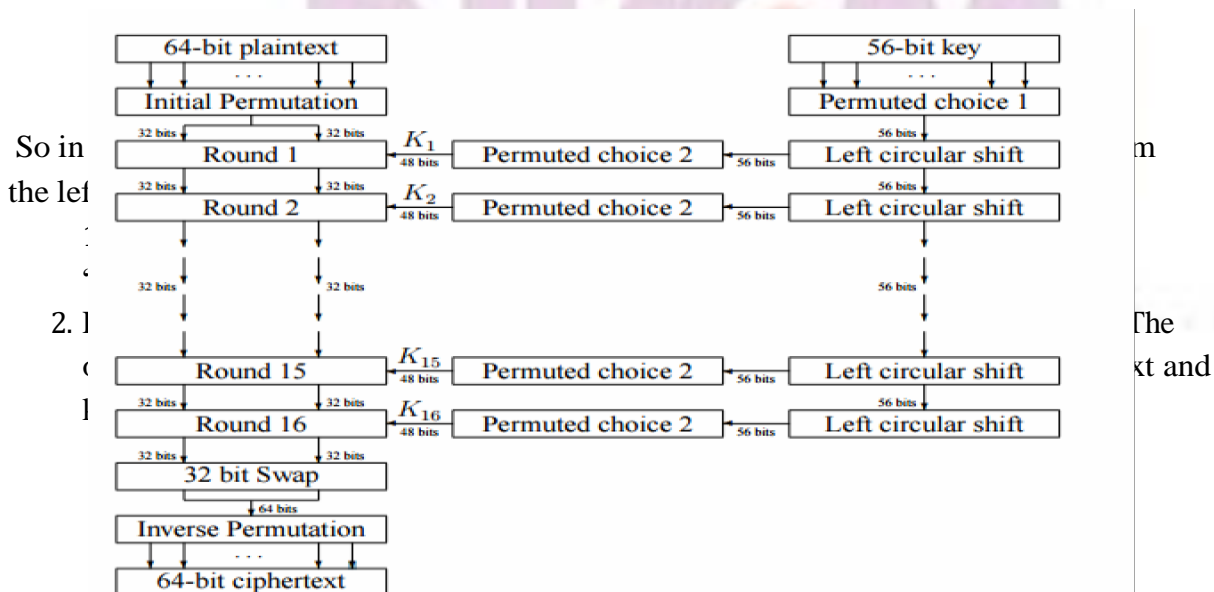 64-bit plaintext 56-bit key
. . . . . .
Initial Permutation Permuted choice 1
32 bits 32 bits K1 56 bits
So in Round 1 48 bits Permuted choice 2 56 bits Left circular shift m
32 bits 32 bits K2 56 bits
the lef Round 2 48 bits Permuted choice 2 56 bits Left circular shift
32 bits 32 bits 56 bits
2. The
Round 15 K15 48 bits Permuted choice 2 56 bits Left circular shift xt and
32 bits 32 bits K16 56 bits
Round 16 48 bits Permuted choice 2 56 bits Left circular shift
32 bits 32 bits
32 bit Swap
64 bits
Inverse Permutation
. . .
64-bit ciphertext